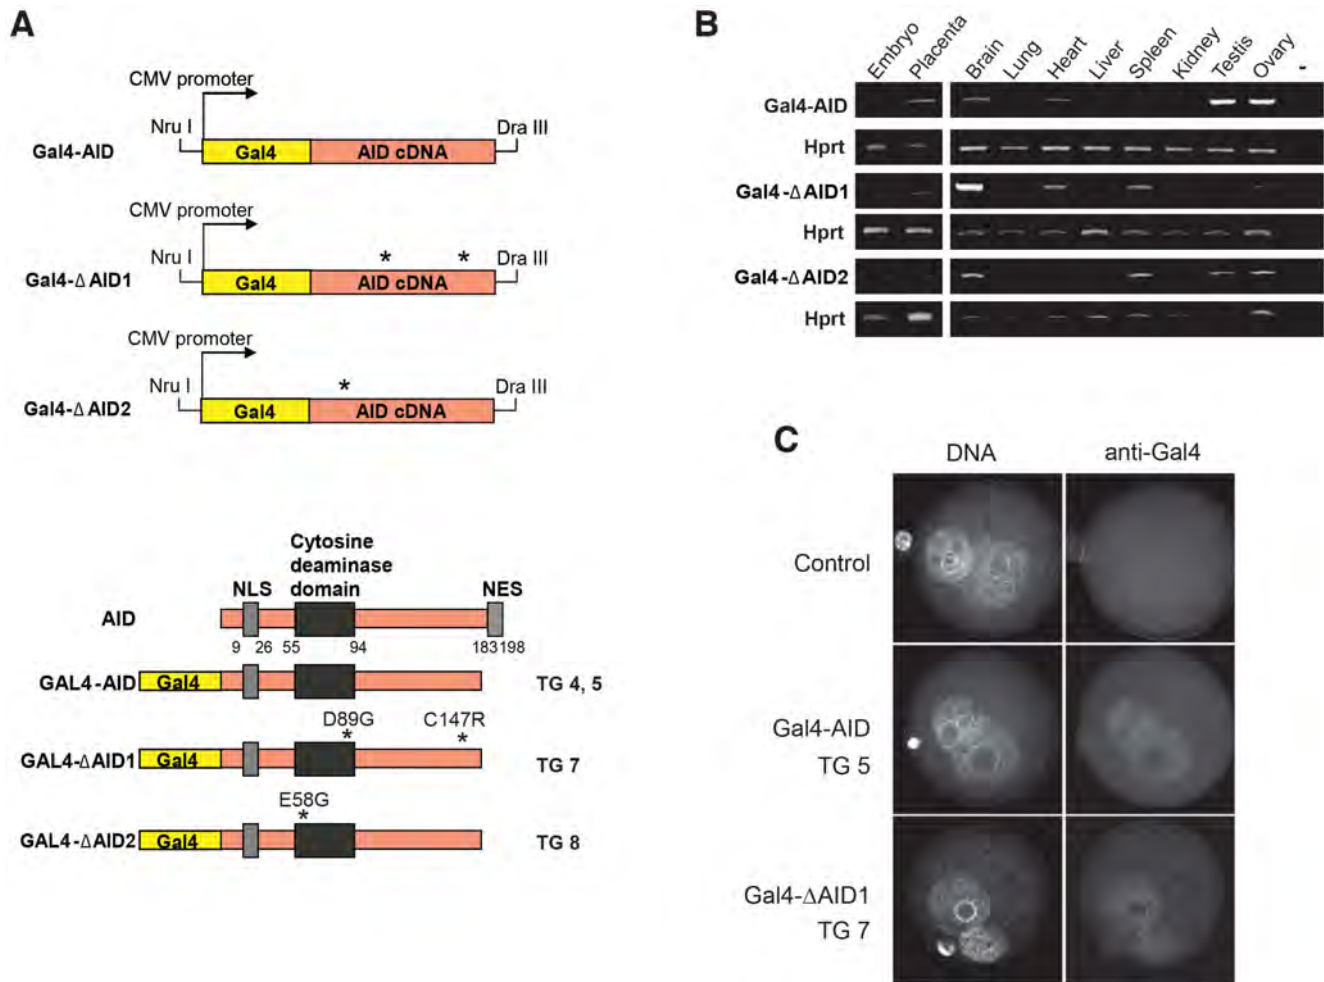 A
CMV promoter
Nru I
Dra III
Gal4-AID
Gal4
AID cDNA
CMV promoter
Nru I
* *
Dra III
Gal4-ΔAID1
Gal4
AID cDNA
CMV promoter
Nru I
*
Dra III
Gal4-ΔAID2
Gal4
AID cDNA
Cytosine
deaminase
domain
NLS
NES
AID
9 26 55 94 183 198
GAL4-AID
Gal4
TG 4, 5
D89G C147R
* *
GAL4-ΔAID1
Gal4
TG 7
E58G
*
GAL4-ΔAID2
Gal4
TG 8
B
Embryo
Placenta
Brain
Lung
Heart
Liver
Spleen
Kidney
Testis
Ovary
-
Gal4-AID
Hprt
Gal4-ΔAID1
Hprt
Gal4-ΔAID2
Hprt
C
DNA anti-Gal4
Control
Gal4-AID
TG 5
Gal4-ΔAID1
TG 7